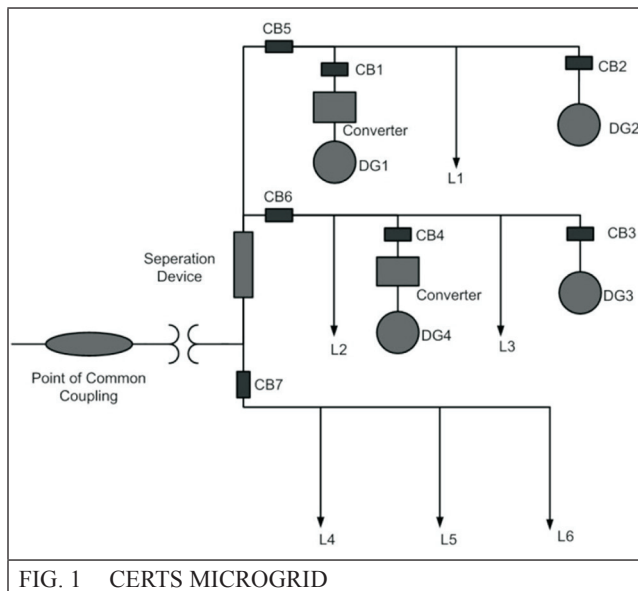 CB5
CB1
CB2
Converter
DG1
DG2
L1
CB6
CB4
CB3
Seperation
Device
Converter
DG3
L2
DG4
L3
Point of Common
Coupling
CB7
L4
L5
L6
FIG. 1 CERTS MICROGRID